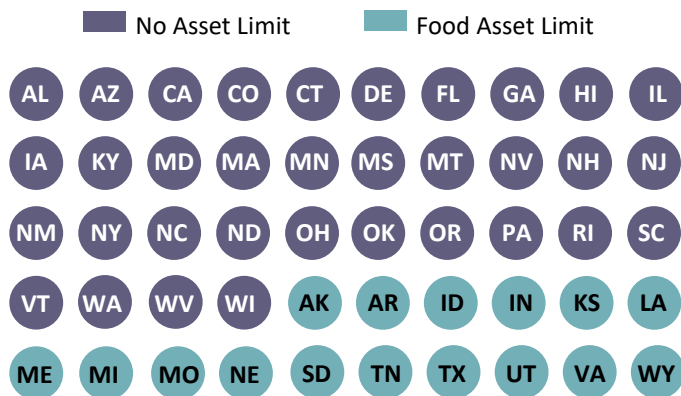 No Asset Limit Food Asset Limit
AL AZ CA CO CT DE FL GA HI IL
IA KY MD MA MN MS MT NV NH NJ
NM NY NC ND OH OK OR PA RI SC
VT WA WV WI AK AR ID IN KS LA
ME MI MO NE SD TN TX UT VA WY